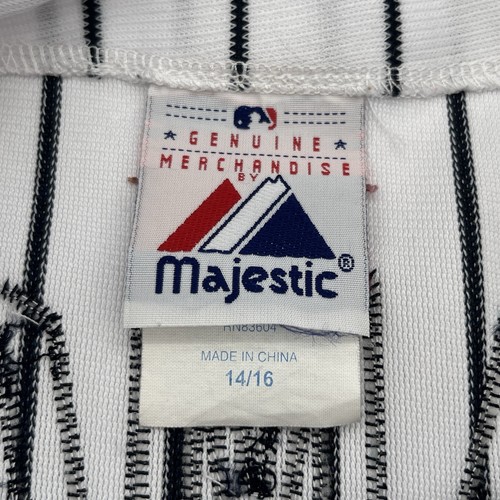 GENUINE
MERCHANDISE
BY
Majestic®
RN83604
MADE IN CHINA
14/16